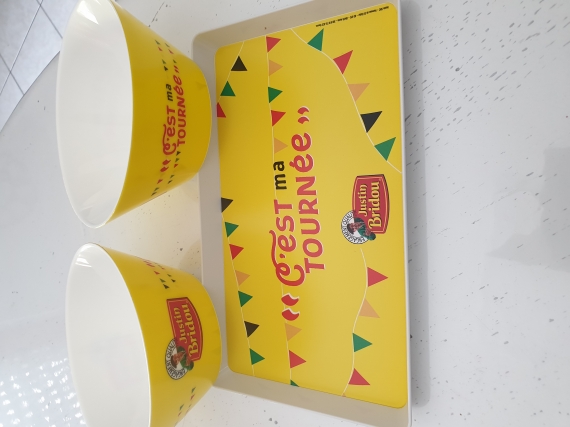 « C'EST ma
TOURNÉE »
Justin
Bridou
« C'EST ma
TOURNÉE »
Justin
Bridou